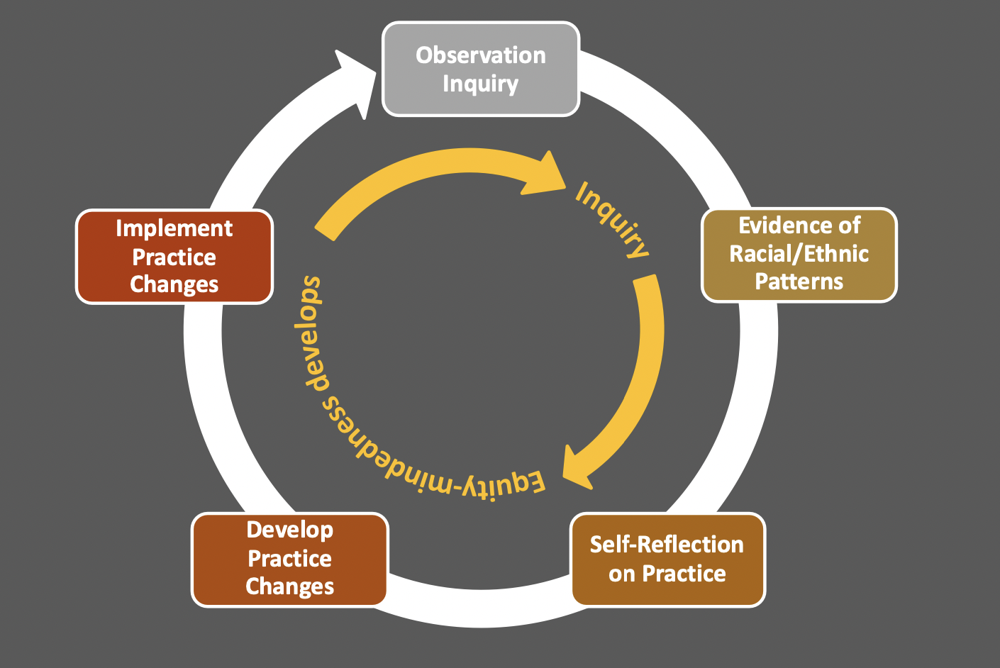 Observation
Inquiry
Inquiry
Implement
Practice
Changes
Evidence of
Racial/Ethnic
Patterns
Equity-mindedness develops
Develop
Practice
Changes
Self-Reflection
on Practice